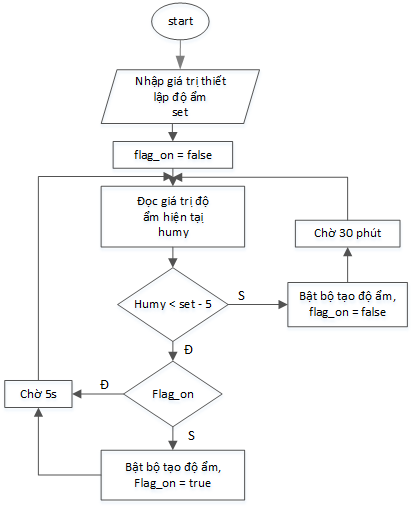 start
Nhập giá trị thiết
lập độ ẩm
set
flag_on = false
Đọc giá trị độ
ẩm hiện tại
humy
Chờ 30 phút
Humy < set - 5
S
Bật bộ tạo độ ẩm,
flag_on = false
Đ
Chờ 5s
Đ
Flag_on
S
Bật bộ tạo độ ẩm,
Flag_on = true